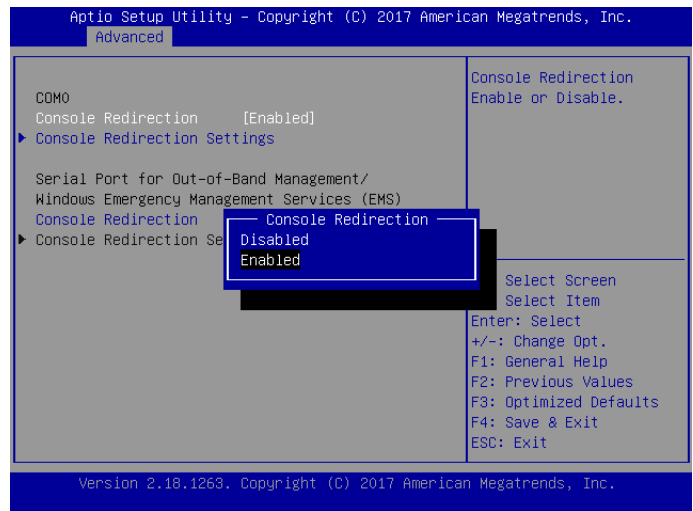 Aptio Setup Utility – Copyright (C) 2017 American Megatrends, Inc.
Advanced
COM0
Console Redirection [Enabled]
Console Redirection Settings
Serial Port for Out-of-Band Management/
Windows Emergency Management Services (EMS)
Console Redirection
Console Redirection Se
Console Redirection
Disabled
Enabled
Console Redirection
Enable or Disable.
Select Screen
Select Item
Enter: Select
+/-: Change Opt.
F1: General Help
F2: Previous Values
F3: Optimized Defaults
F4: Save & Exit
ESC: Exit
Version 2.18.1263. Copyright (C) 2017 American Megatrends, Inc.